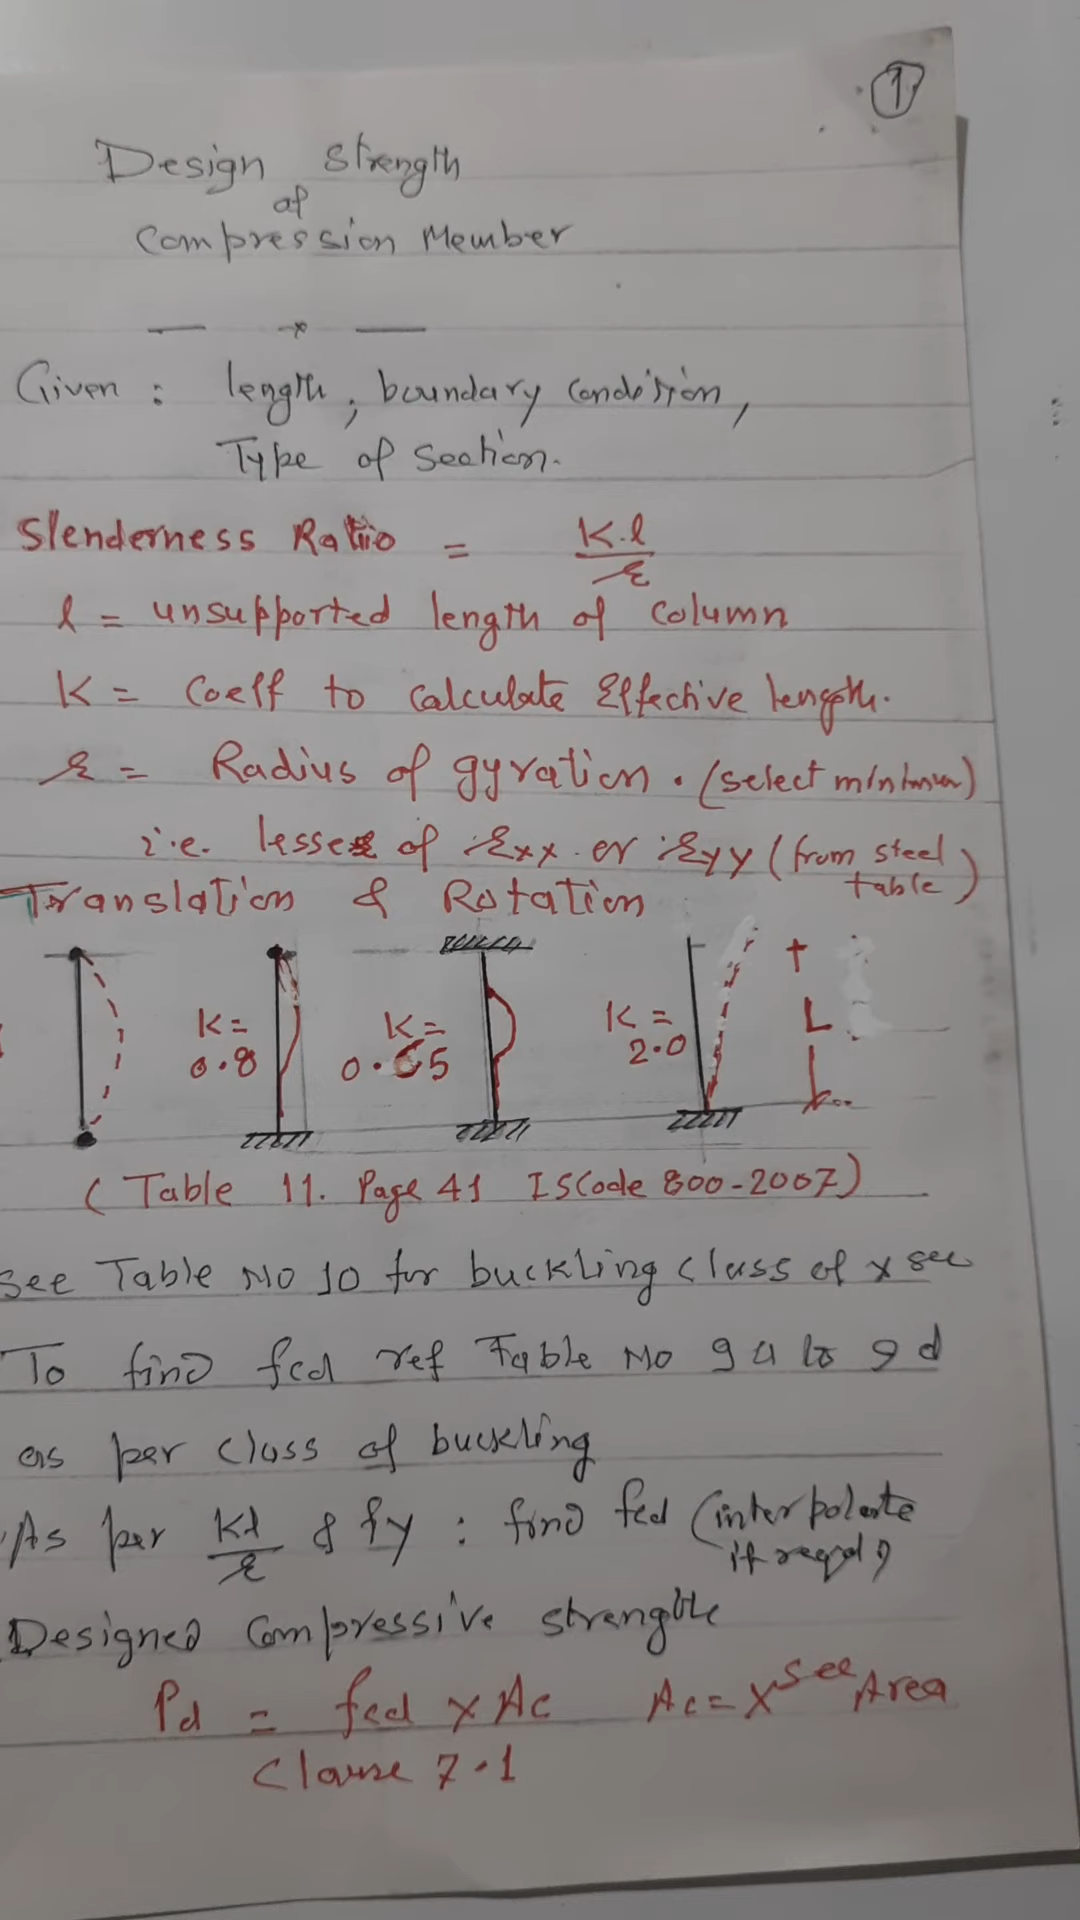 1
Design Strength
of
Compression Member
Given : length, boundary condition,
Type of Section.
Slenderness Ratio = K.l / r
l = unsupported length of column
K = Coeff to calculate Effective length.
r = Radius of gyration. (select minimum)
i.e. lesser of rxx or ryy (from steel table)
Translation & Rotation
K = 0.8 K = 0.65 K = 2.0
L
(Table 11. Page 41 IS Code 800-2007)
See Table No 10 for buckling class of x sec
To find fcd ref Table No 9a to 9d
as per class of buckling
As per Kl/r & fy : find fcd (interpolate if reqd)
Designed Compressive strength
Pd = fcd x Ac Ac = x sec Area
Clause 7.1